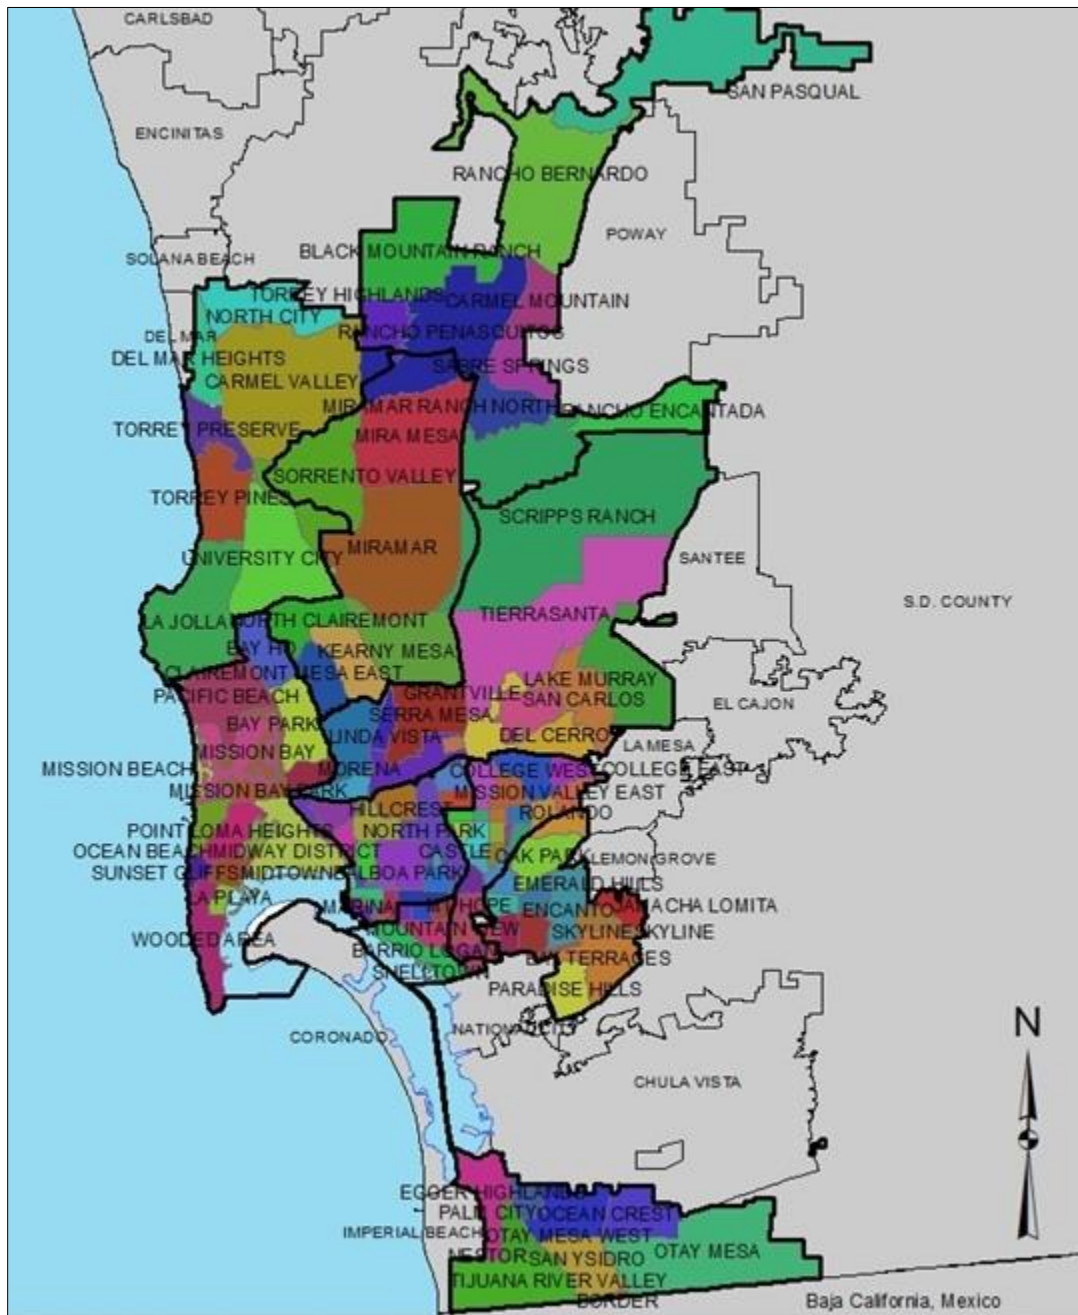 CARLSBAD
SAN PASQUAL
ENCINITAS
RANCHO BERNARDO
POWAY
BLACK MOUNTAIN RANCH
SOLANA BEACH
TORREY HIGHLANDS
CARMEL MOUNTAIN
NORTH CITY
RANCHO PENASQUITOS
DEL MAR
DEL MAR HEIGHTS
SABRE SPRINGS
CARMEL VALLEY
MIRAMAR RANCH NORTH
RANCHO ENCANTADA
TORREY PRESERVE
MIRA MESA
SORRENTO VALLEY
TORREY PINES
SCRIPPS RANCH
MIRAMAR
UNIVERSITY CITY
SANTEE
S.D. COUNTY
TIERRASANTA
LA JOLLA
NORTH CLAIREMONT
BAY HO
KEARNY MESA
CLAIREMONT MESA EAST
LAKE MURRAY
PACIFIC BEACH
GRANTVILLE
SAN CARLOS
EL CAJON
SERRA MESA
BAY PARK
LINDA VISTA
DEL CERRO
LA MESA
MISSION BAY
MISSION BEACH
MORENA
COLLEGE WEST
COLLEGE EAST
MISSION BAY PARK
MISSION VALLEY EAST
HILLCREST
ROLANDO
POINT LOMA HEIGHTS
NORTH PARK
OCEAN BEACH
MIDWAY DISTRICT
CASTLE
OAK PARK
LEMON GROVE
SUNSET CLIFFS
MIDTOWN
BALBOA PARK
EMERALD HILLS
LA PLAYA
MARINA
MT HOPE
ENCANTO
JAMACHA LOMITA
MOUNTAIN VIEW
SKYLINE
SKYLINE
WOODED AREA
BARRIO LOGAN
BAY TERRACES
SHELLTOWN
PARADISE HILLS
N
NATIONAL CITY
CORONADO
CHULA VISTA
EGGER HIGHLANDS
PALM CITY
OCEAN CREST
IMPERIAL BEACH
OTAY MESA WEST
NESTOR
SAN YSIDRO
OTAY MESA
TIJUANA RIVER VALLEY
BORDER
Baja California, Mexico